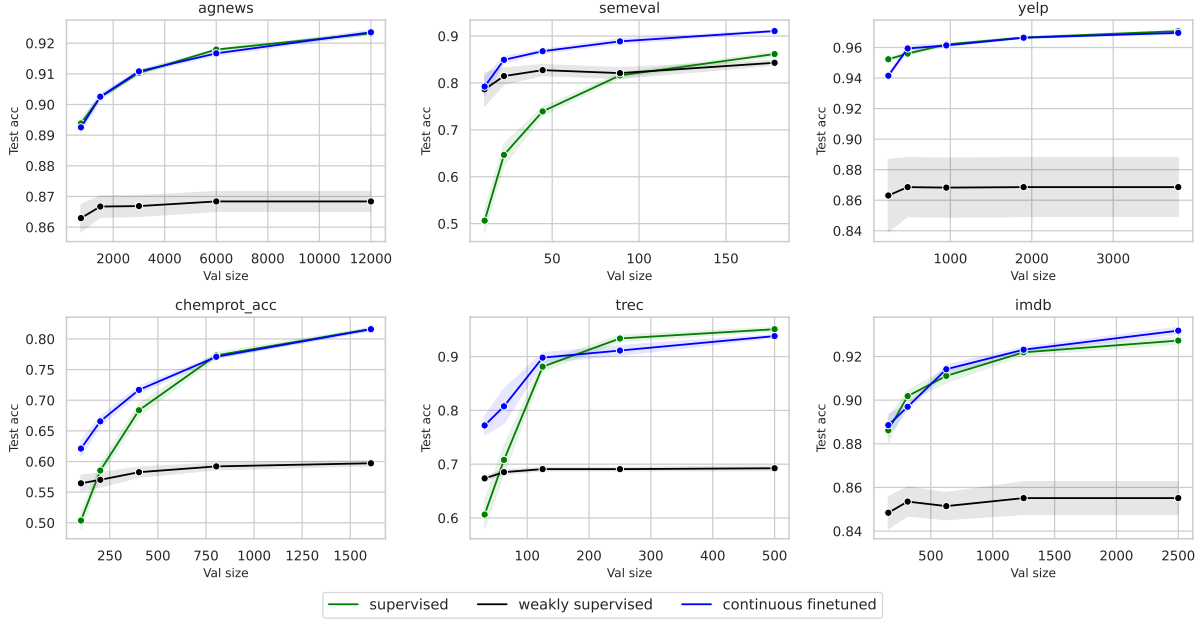 agnews
semeval
yelp
0.92
0.91
0.90
0.89
0.88
0.87
0.86
Test acc
2000 4000 6000 8000 10000 12000
Val size
0.9
0.8
0.7
0.6
0.5
Test acc
50 100 150
Val size
0.96
0.94
0.92
0.90
0.88
0.86
0.84
Test acc
1000 2000 3000
Val size
chemprot_acc
trec
imdb
0.80
0.75
0.70
0.65
0.60
0.55
0.50
Test acc
250 500 750 1000 1250 1500
Val size
0.9
0.8
0.7
0.6
Test acc
100 200 300 400 500
Val size
0.92
0.90
0.88
0.86
0.84
Test acc
500 1000 1500 2000 2500
Val size
supervised weakly supervised continuous finetuned